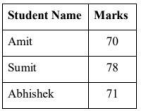 Student Name Marks
Amit 70
Sumit 78
Abhishek 71